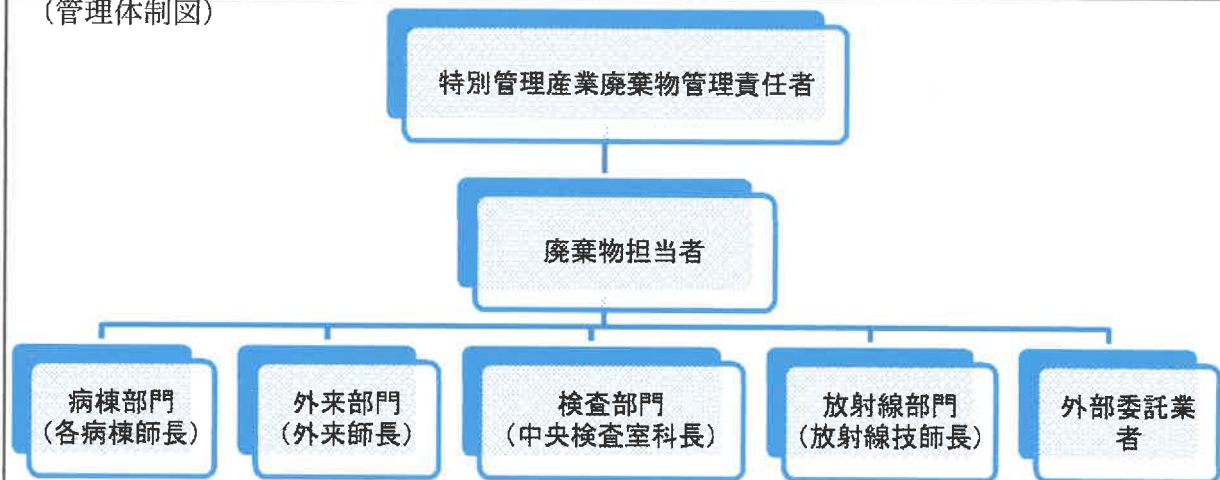 （管理体制図）
特別管理産業廃棄物管理責任者
廃棄物担当者
病棟部門
（各病棟師長）
外来部門
（外来師長）
検査部門
（中央検査室科長）
放射線部門
（放射線技師長）
外部委託業
者